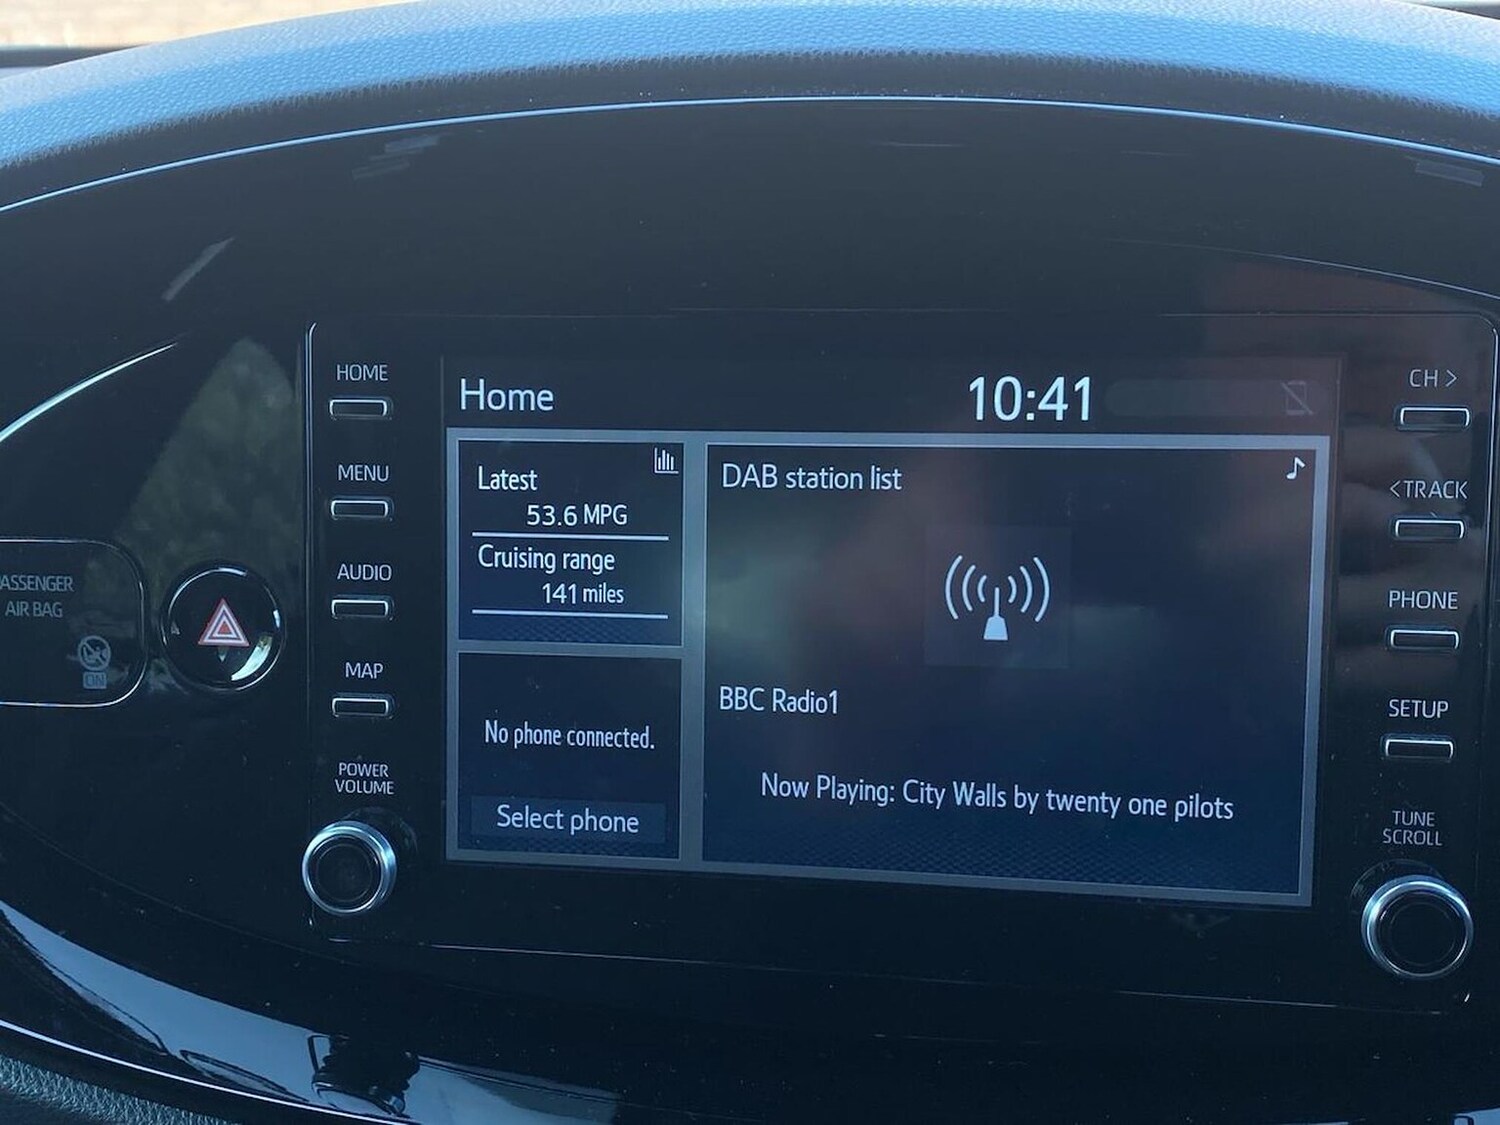 HOME
MENU
AUDIO
MAP
POWER
VOLUME
ASSENGER
AIR BAG
ON
Home
10:41
Latest
53.6 MPG
Cruising range
141 miles
No phone connected.
Select phone
DAB station list
BBC Radio1
Now Playing: City Walls by twenty one pilots
CH >
<TRACK
PHONE
SETUP
TUNE
SCROLL